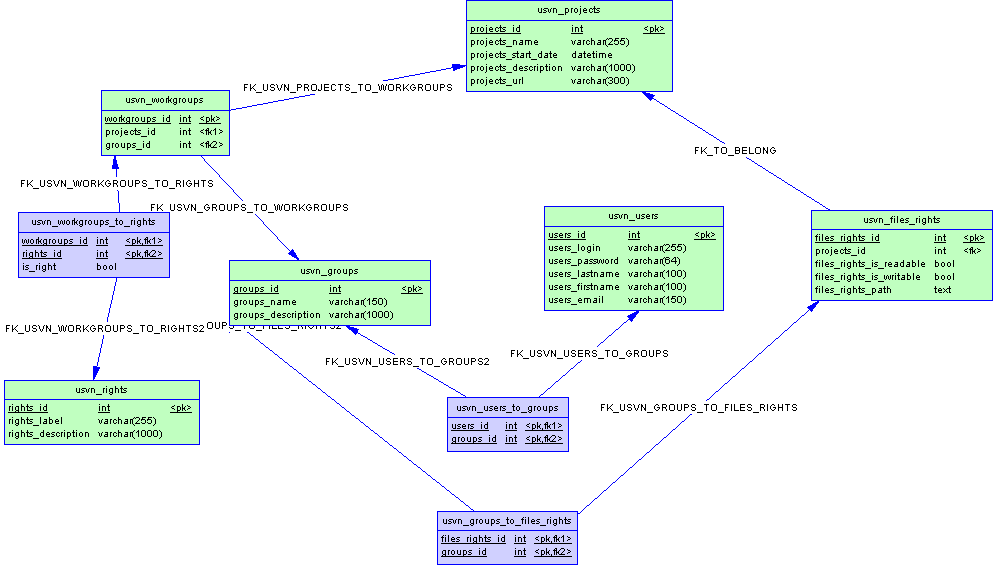 usvn_projects
projects_id int <pk>
projects_name varchar(255)
projects_start_date datetime
projects_description varchar(1000)
projects_url varchar(300)
FK_USVN_PROJECTS_TO_WORKGROUPS
usvn_workgroups
workgroups_id int <pk>
projects_id int <fk1>
groups_id int <fk2>
FK_TO_BELONG
FK_USVN_WORKGROUPS_TO_RIGHTS
FK_USVN_GROUPS_TO_WORKGROUPS
usvn_workgroups_to_rights
workgroups_id int <pk,fk1>
rights_id int <pk,fk2>
is_right bool
usvn_users
users_id int <pk>
users_login varchar(255)
users_password varchar(64)
users_lastname varchar(100)
users_firstname varchar(100)
users_email varchar(150)
usvn_files_rights
files_rights_id int <pk>
projects_id int <fk>
files_rights_is_readable bool
files_rights_is_writable bool
files_rights_path text
usvn_groups
groups_id int <pk>
groups_name varchar(150)
groups_description varchar(1000)
FK_USVN_WORKGROUPS_TO_RIGHTS2
OUPS_TO_FILES_RIGHTS2
FK_USVN_USERS_TO_GROUPS2
FK_USVN_USERS_TO_GROUPS
usvn_rights
rights_id int <pk>
rights_label varchar(255)
rights_description varchar(1000)
usvn_users_to_groups
users_id int <pk,fk1>
groups_id int <pk,fk2>
FK_USVN_GROUPS_TO_FILES_RIGHTS
usvn_groups_to_files_rights
files_rights_id int <pk,fk1>
groups_id int <pk,fk2>